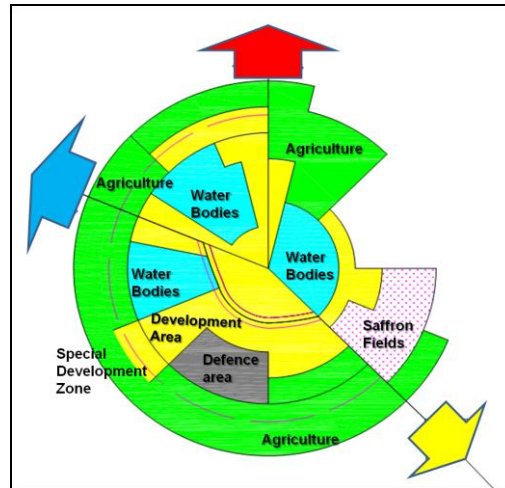 Agriculture
Agriculture
Water
Bodies
Water
Bodies
Water
Bodies
Development
Area
Saffron
Fields
Special
Development
Zone
Defence
area
Agriculture